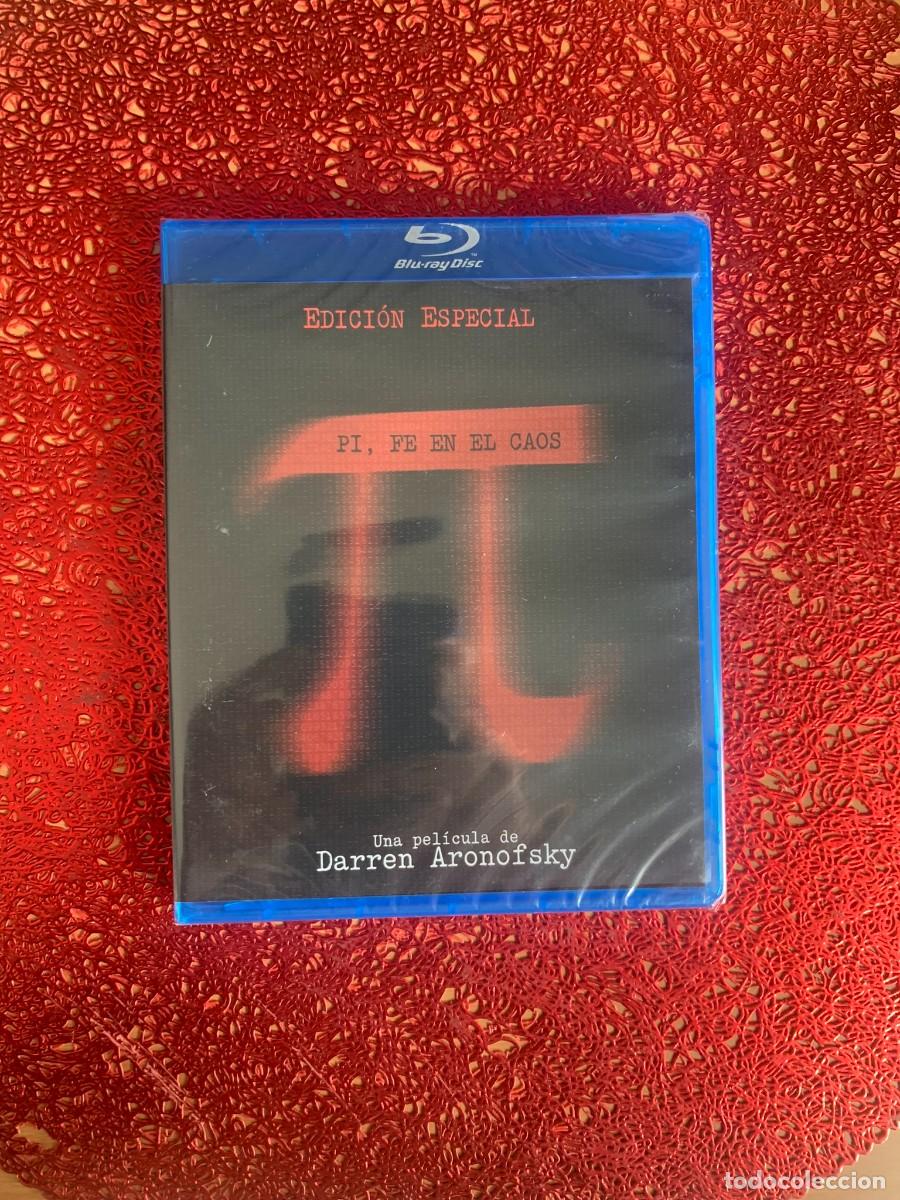 Blu-ray Disc
EDICIÓN ESPECIAL
PI, FE EN EL CAOS
Una película de
Darren Aronofsky
todocoleccion